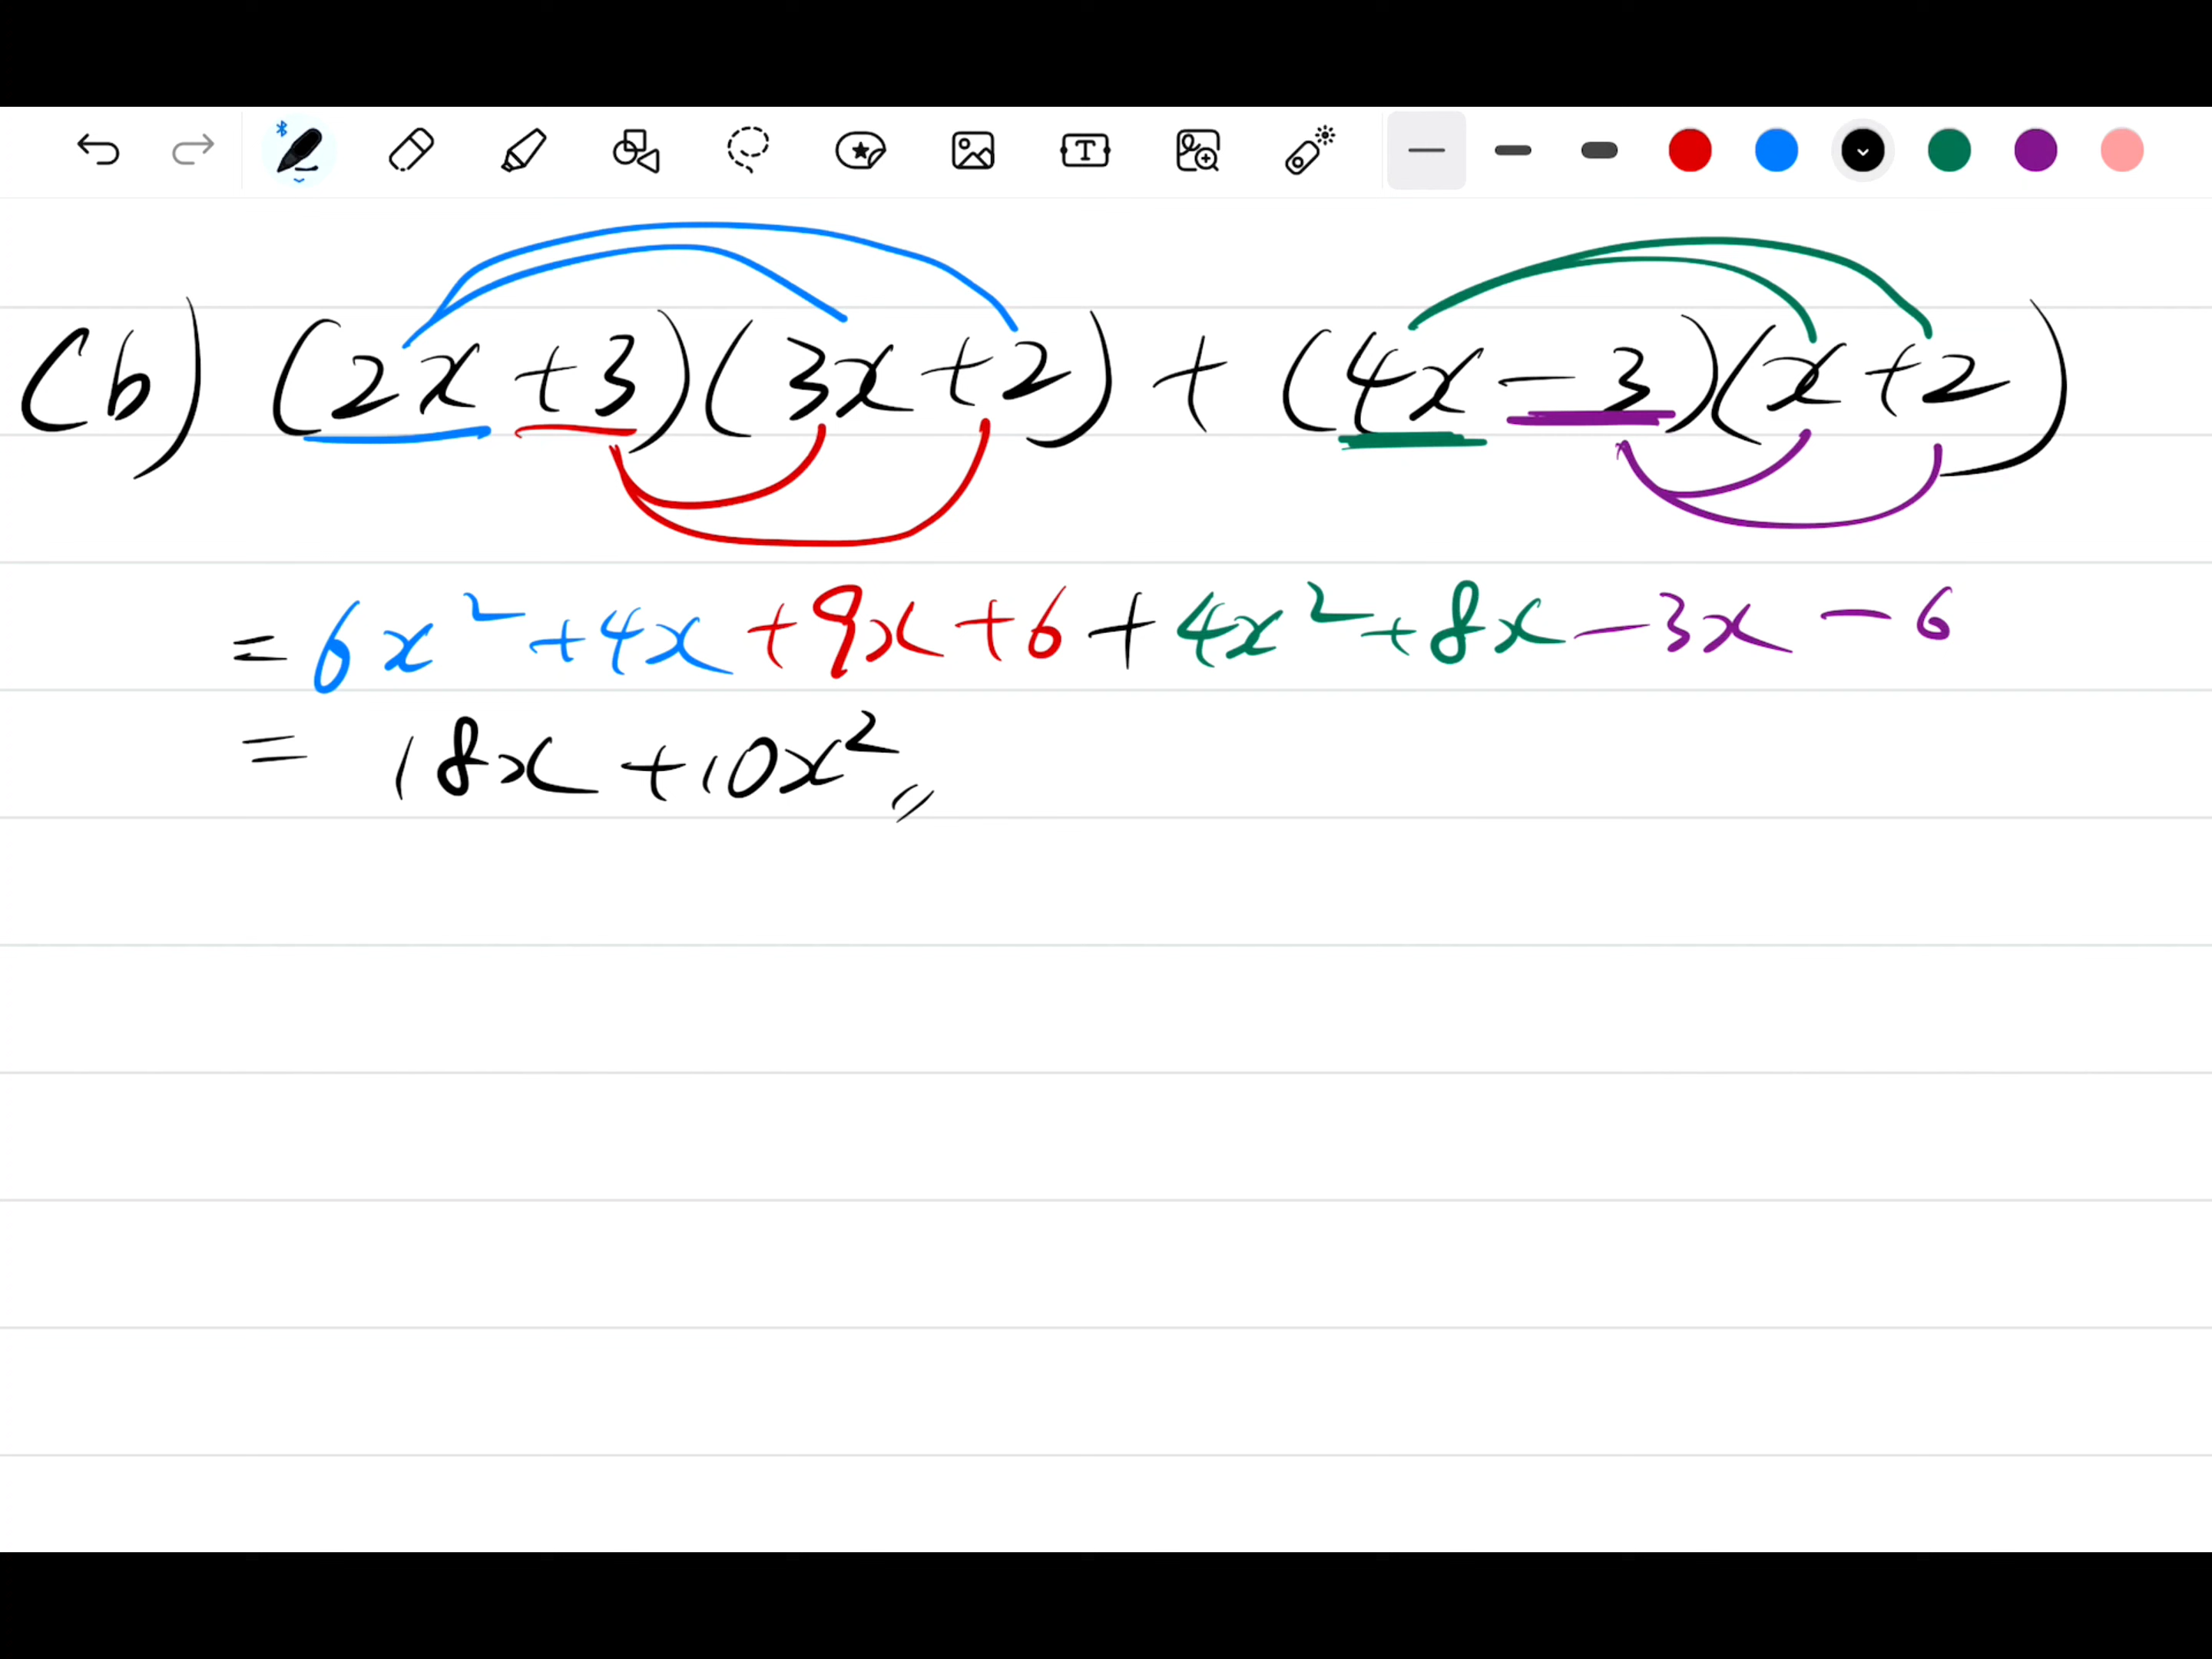 (b) (2x+3)(3x+2)+(4x-3)(x+2)
=6x²+4x+9x+6+4x²+8x-3x-6
= 18x+10x²